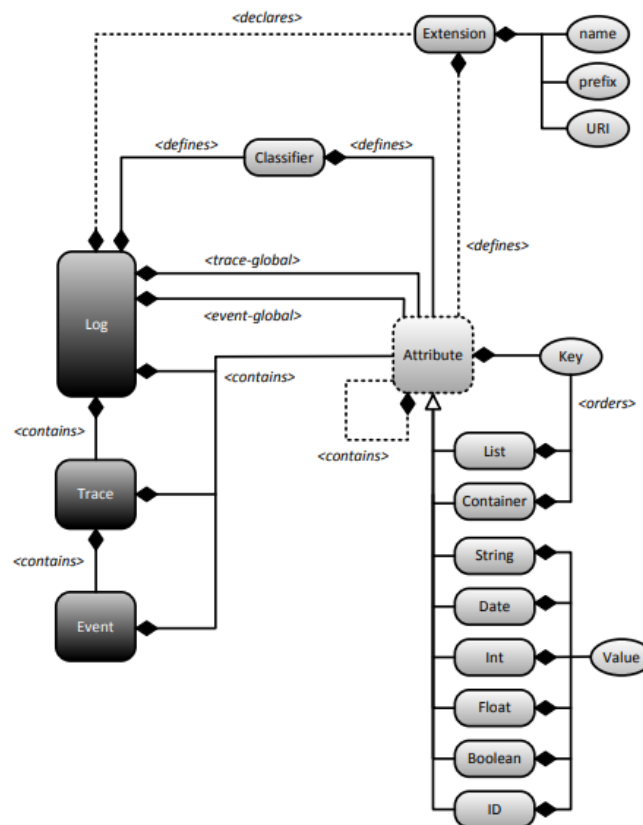 <declares>
Extension
name
prefix
URI
<defines>
Classifier
<defines>
<defines>
<trace-global>
Log
<event-global>
Attribute
Key
<contains>
<orders>
<contains>
<contains>
List
Trace
Container
String
<contains>
Date
Event
Int
Value
Float
Boolean
ID